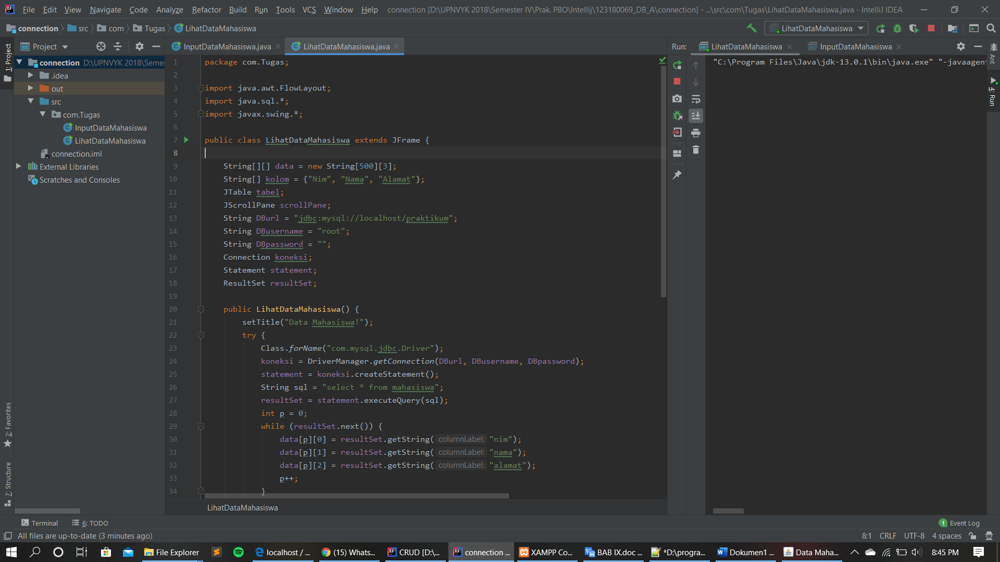 File Edit View Navigate Code Analyze Refactor Build Run Tools VCS Window Help connection [D:\UPNVYK 2018\Semester IV\Prak. PBO\Intellij\123180069_DB_A\connection] - ...\src\com\Tugas\LihatDataMahasiswa.java - IntelliJ IDEA
connection src com Tugas LihatDataMahasiswa
LihatDataMahasiswa
1: Project
Project
InputDataMahasiswa.java LihatDataMahasiswa.java
Run: LihatDataMahasiswa InputDataMahasiswa
Ant
4: Run
connection D:\UPNVYK 2018\Semes
.idea
out
src
com.Tugas
InputDataMahasiswa
LihatDataMahasiswa
connection.iml
External Libraries
Scratches and Consoles
2: Favorites
7: Structure
1 package com.Tugas;
2
3 import java.awt.FlowLayout;
4 import java.sql.*;
5 import javax.swing.*;
6
7 public class LihatDataMahasiswa extends JFrame {
8
9 String[][] data = new String[500][3];
10 String[] kolom = {"Nim", "Nama", "Alamat"};
11 JTable tabel;
12 JScrollPane scrollPane;
13 String DBurl = "jdbc:mysql://localhost/praktikum";
14 String DBusername = "root";
15 String DBpassword = "";
16 Connection koneksi;
17 Statement statement;
18 ResultSet resultSet;
19
20 public LihatDataMahasiswa() {
21 setTitle("Data Mahasiswa!");
22 try {
23 Class.forName("com.mysql.jdbc.Driver");
24 koneksi = DriverManager.getConnection(DBurl, DBusername, DBpassword);
25 statement = koneksi.createStatement();
26 String sql = "select * from mahasiswa";
27 resultSet = statement.executeQuery(sql);
28 int p = 0;
29 while (resultSet.next()) {
30 data[p][0] = resultSet.getString( columnLabel: "nim");
31 data[p][1] = resultSet.getString( columnLabel: "nama");
32 data[p][2] = resultSet.getString( columnLabel: "alamat");
33 p++;
34 }
LihatDataMahasiswa
"C:\Program Files\Java\jdk-13.0.1\bin\java.exe" "-javaagent
Terminal 6: TODO
1 Event Log
All files are up-to-date (3 minutes ago)
8:1 CRLF UTF-8 4 spaces
File Explorer localhost / ... (15) Whats... CRUD [D:\... connection ... XAMPP Co... BAB IX.doc ... *D:\progra... Dokumen1 ... Data Maha... 8:45 PM